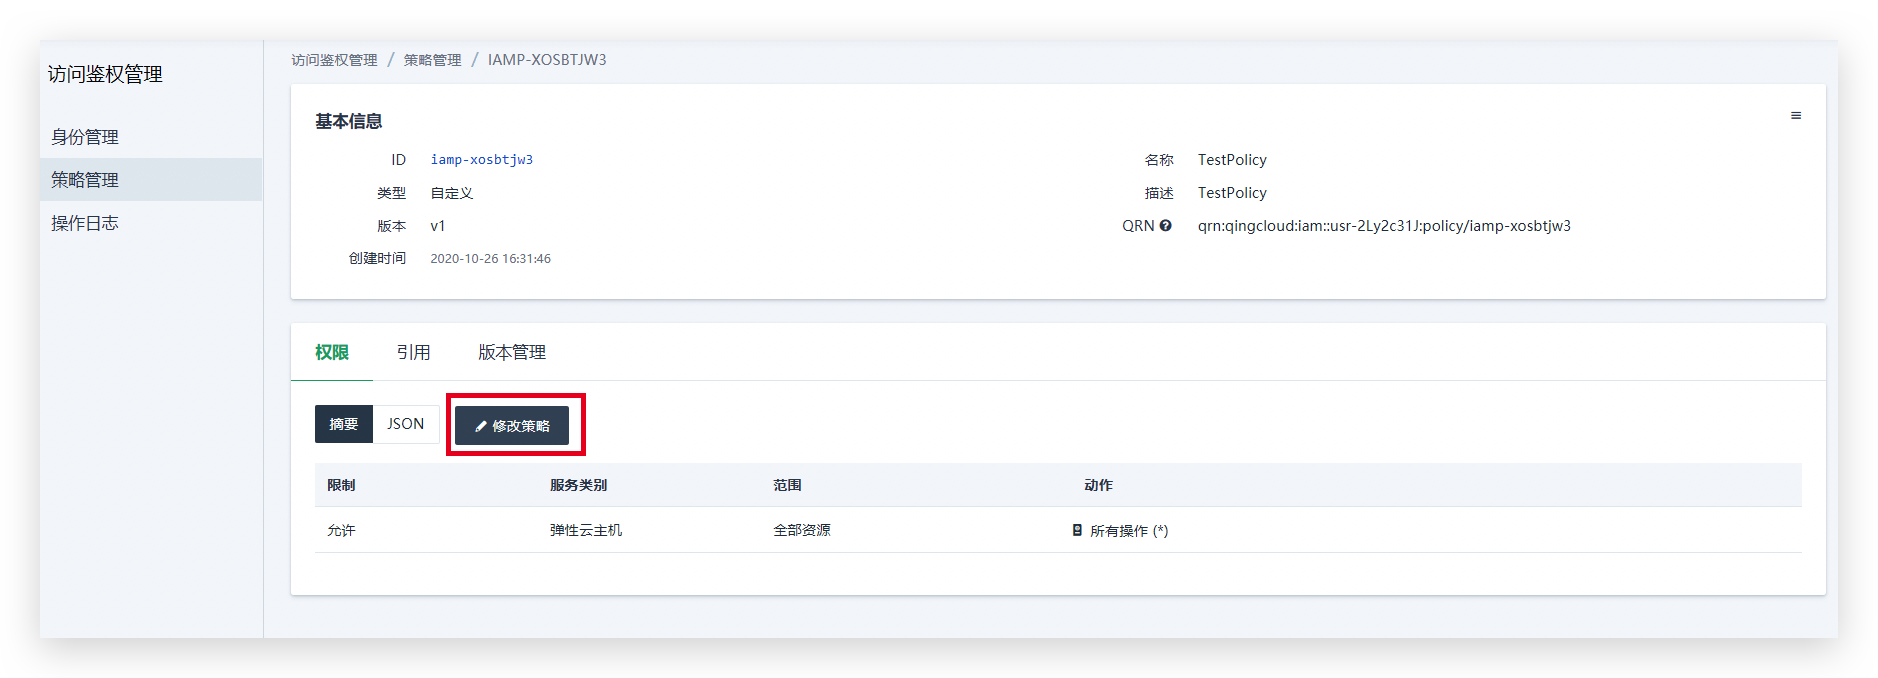 访问鉴权管理
身份管理
策略管理
操作日志
访问鉴权管理 / 策略管理 / IAMP-XOSBTJW3
基本信息
ID iamp-xosbtjw3
类型 自定义
版本 v1
创建时间 2020-10-26 16:31:46
名称 TestPolicy
描述 TestPolicy
QRN qrn:qingcloud:iam::usr-2Ly2c31J:policy/iamp-xosbtjw3
权限 引用 版本管理
摘要 JSON 修改策略
限制 服务类别 范围 动作
允许 弹性云主机 全部资源 所有操作 (*)